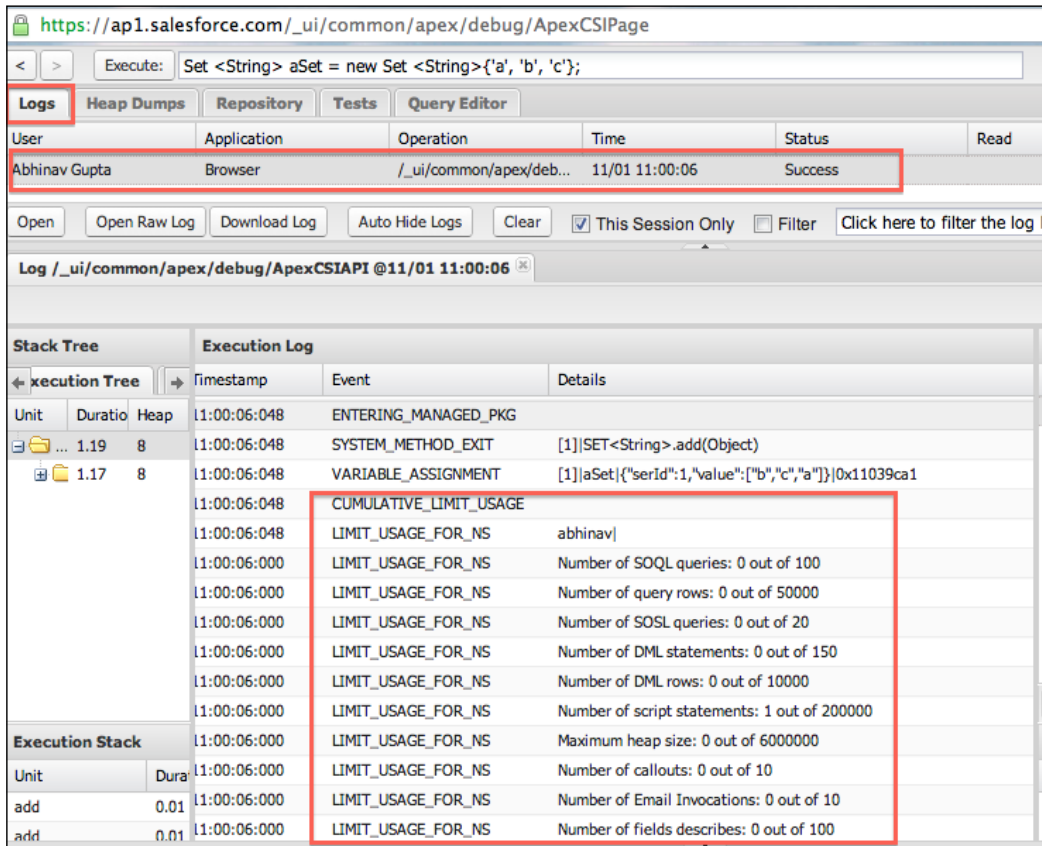 https://ap1.salesforce.com/_ui/common/apex/debug/ApexCSIPage
< > Execute: Set <String> aSet = new Set <String>{'a', 'b', 'c'};
Logs Heap Dumps Repository Tests Query Editor
User Application Operation Time Status Read
Abhinav Gupta Browser /_ui/common/apex/deb... 11/01 11:00:06 Success
Open Open Raw Log Download Log Auto Hide Logs Clear This Session Only Filter Click here to filter the log
Log /_ui/common/apex/debug/ApexCSIAPI @11/01 11:00:06
Stack Tree Execution Log
xecution Tree Timestamp Event Details
Unit Duratio Heap 11:00:06:048 ENTERING_MANAGED_PKG
... 1.19 8 11:00:06:048 SYSTEM_METHOD_EXIT [1]|SET<String>.add(Object)
1.17 8 11:00:06:048 VARIABLE_ASSIGNMENT [1]|aSet|{"serId":1,"value":["b","c","a"]}|0x11039ca1
11:00:06:048 CUMULATIVE_LIMIT_USAGE
11:00:06:048 LIMIT_USAGE_FOR_NS abhinav|
11:00:06:000 LIMIT_USAGE_FOR_NS Number of SOQL queries: 0 out of 100
11:00:06:000 LIMIT_USAGE_FOR_NS Number of query rows: 0 out of 50000
11:00:06:000 LIMIT_USAGE_FOR_NS Number of SOSL queries: 0 out of 20
11:00:06:000 LIMIT_USAGE_FOR_NS Number of DML statements: 0 out of 150
11:00:06:000 LIMIT_USAGE_FOR_NS Number of DML rows: 0 out of 10000
11:00:06:000 LIMIT_USAGE_FOR_NS Number of script statements: 1 out of 200000
Execution Stack 11:00:06:000 LIMIT_USAGE_FOR_NS Maximum heap size: 0 out of 6000000
Unit Durat 11:00:06:000 LIMIT_USAGE_FOR_NS Number of callouts: 0 out of 10
add 0.01 11:00:06:000 LIMIT_USAGE_FOR_NS Number of Email Invocations: 0 out of 10
add 0.01 11:00:06:000 LIMIT_USAGE_FOR_NS Number of fields describes: 0 out of 100